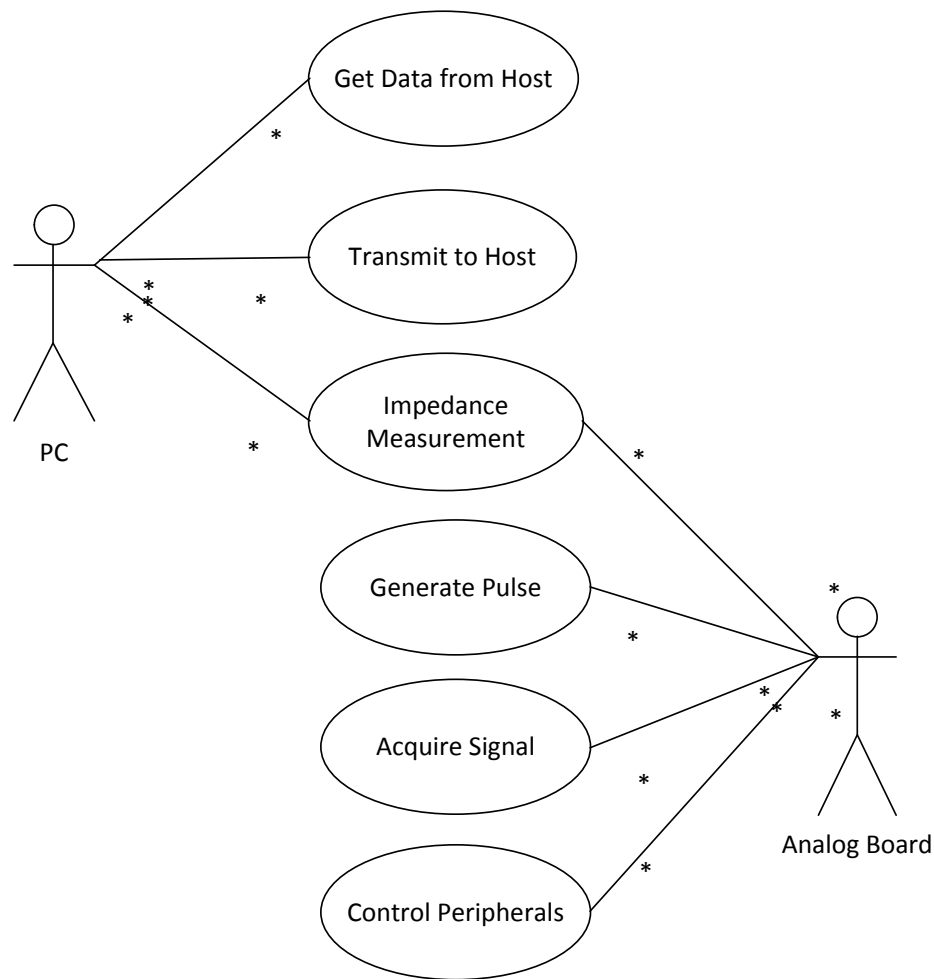 Get Data from Host
*
Transmit to Host
*
*
*
*
Impedance
Measurement
*
PC
*
Generate Pulse
*
*
Acquire Signal
*
*
*
*
Analog Board
Control Peripherals
*